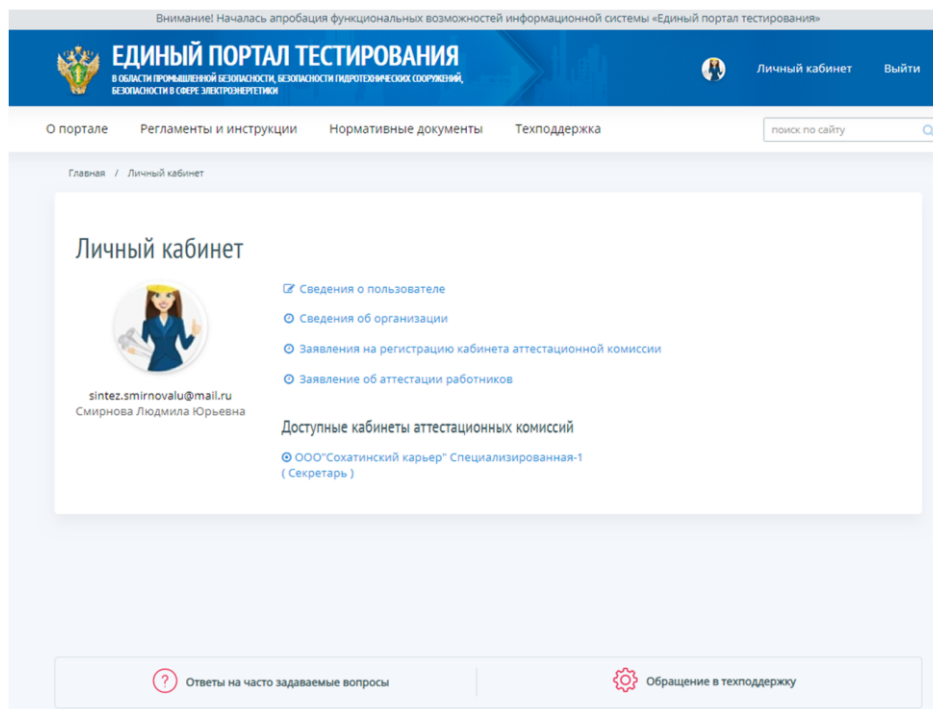 Внимание! Началась апробация функциональных возможностей информационной системы «Единый портал тестирования»
ЕДИНЫЙ ПОРТАЛ ТЕСТИРОВАНИЯ
В ОБЛАСТИ ПРОМЫШЛЕННОЙ БЕЗОПАСНОСТИ, БЕЗОПАСНОСТИ ГИДРОТЕХНИЧЕСКИХ СООРУЖЕНИЙ,
БЕЗОПАСНОСТИ В СФЕРЕ ЭЛЕКТРОЭНЕРГЕТИКИ
Личный кабинет Выйти
О портале Регламенты и инструкции Нормативные документы Техподдержка поиск по сайту
Главная / Личный кабинет
Личный кабинет
Сведения о пользователе
Сведения об организации
Заявления на регистрацию кабинета аттестационной комиссии
Заявление об аттестации работников
sintez.smirnovalu@mail.ru
Смирнова Людмила Юрьевна
Доступные кабинеты аттестационных комиссий
ООО"Сохатинский карьер" Специализированная-1
( Секретарь )
Ответы на часто задаваемые вопросы Обращение в техподдержку